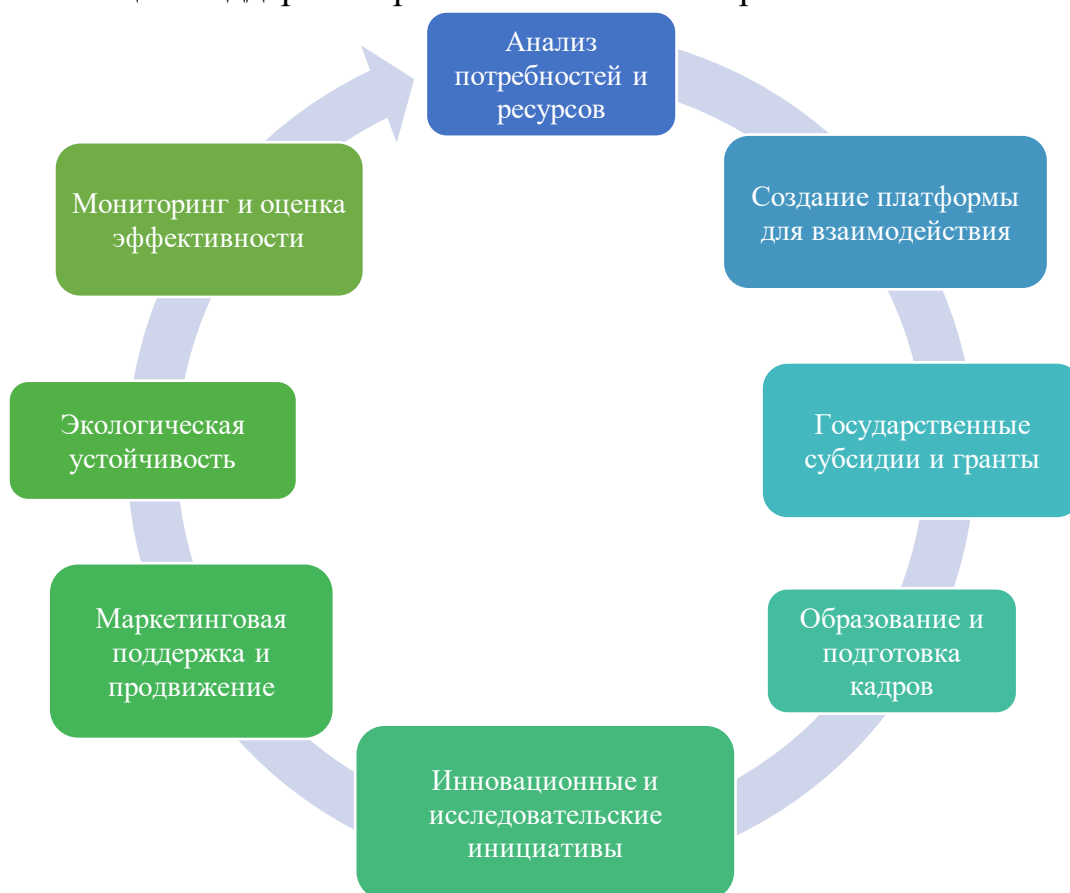 Анализ
потребностей и
ресурсов
Создание платформы
для взаимодействия
Государственные
субсидии и гранты
Образование и
подготовка
кадров
Инновационные и
исследовательские
инициативы
Маркетинговая
поддержка и
продвижение
Экологическая
устойчивость
Мониторинг и оценка
эффективности